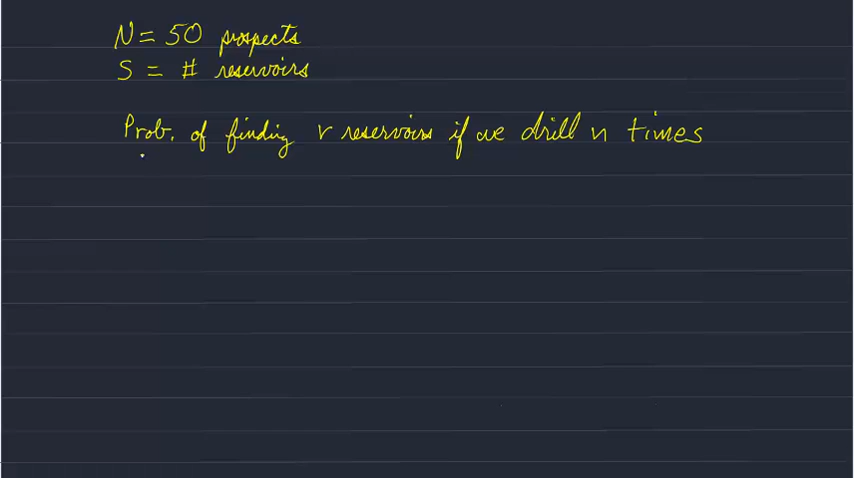 N = 50 prospects
S = # reservoirs
Prob. of finding r reservoirs if we drill n times